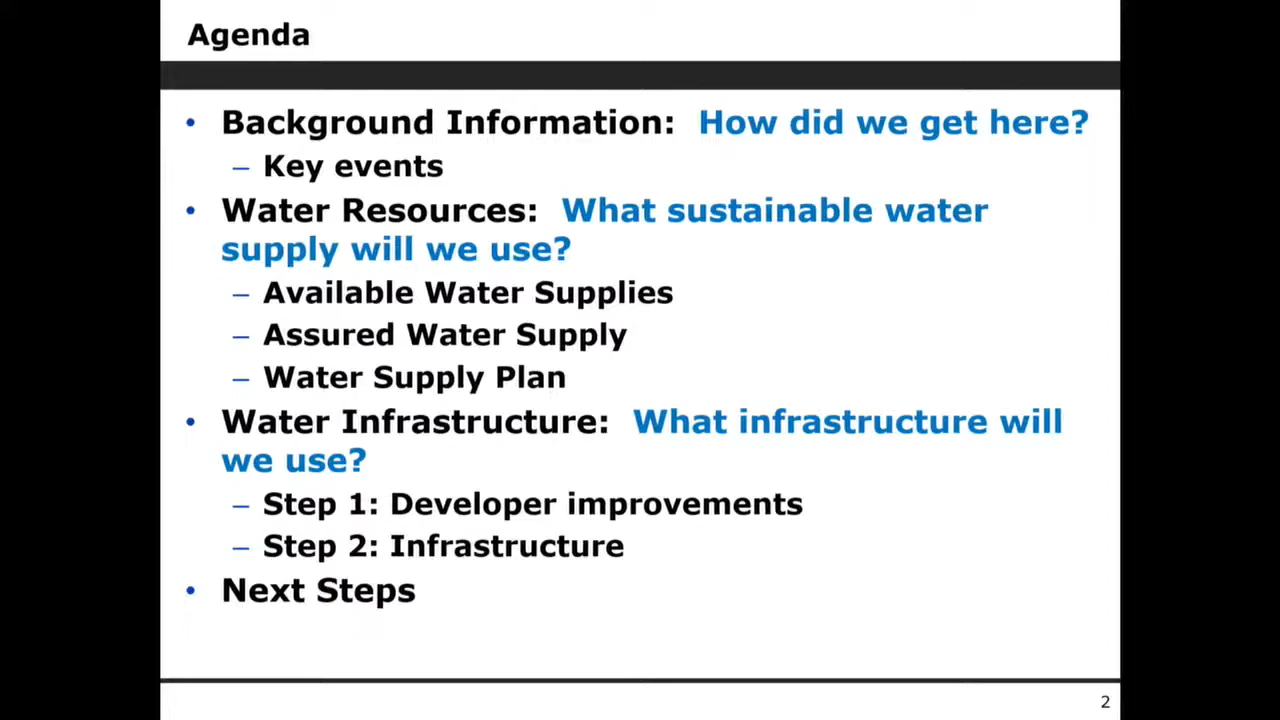 Agenda
• Background Information: How did we get here?
– Key events
• Water Resources: What sustainable water
supply will we use?
– Available Water Supplies
– Assured Water Supply
– Water Supply Plan
• Water Infrastructure: What infrastructure will
we use?
– Step 1: Developer improvements
– Step 2: Infrastructure
• Next Steps
2